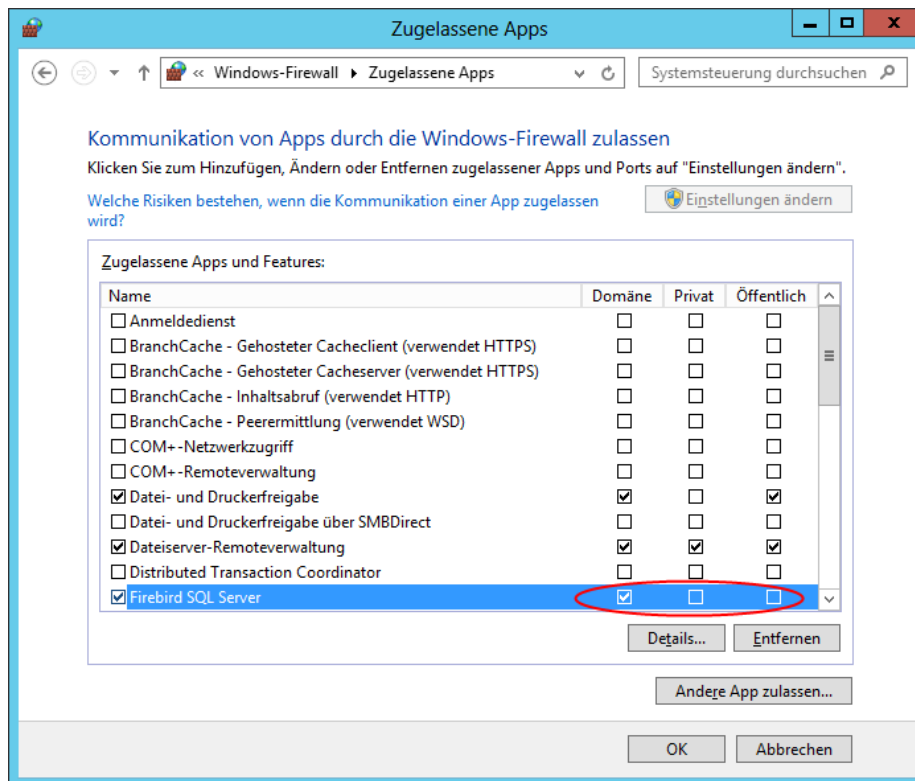 Zugelassene Apps
« Windows-Firewall Zugelassene Apps Systemsteuerung durchsuchen
Kommunikation von Apps durch die Windows-Firewall zulassen
Klicken Sie zum Hinzufügen, Ändern oder Entfernen zugelassener Apps und Ports auf "Einstellungen ändern".
Welche Risiken bestehen, wenn die Kommunikation einer App zugelassen
wird?
Einstellungen ändern
Zugelassene Apps und Features:
Name Domäne Privat Öffentlich
Anmeldedienst
BranchCache - Gehosteter Cacheclient (verwendet HTTPS)
BranchCache - Gehosteter Cacheserver (verwendet HTTPS)
BranchCache - Inhaltsabruf (verwendet HTTP)
BranchCache - Peerermittlung (verwendet WSD)
COM+-Netzwerkzugriff
COM+-Remoteverwaltung
Datei- und Druckerfreigabe
Datei- und Druckerfreigabe über SMBDirect
Dateiserver-Remoteverwaltung
Distributed Transaction Coordinator
Firebird SQL Server
Details... Entfernen
Andere App zulassen...
OK Abbrechen